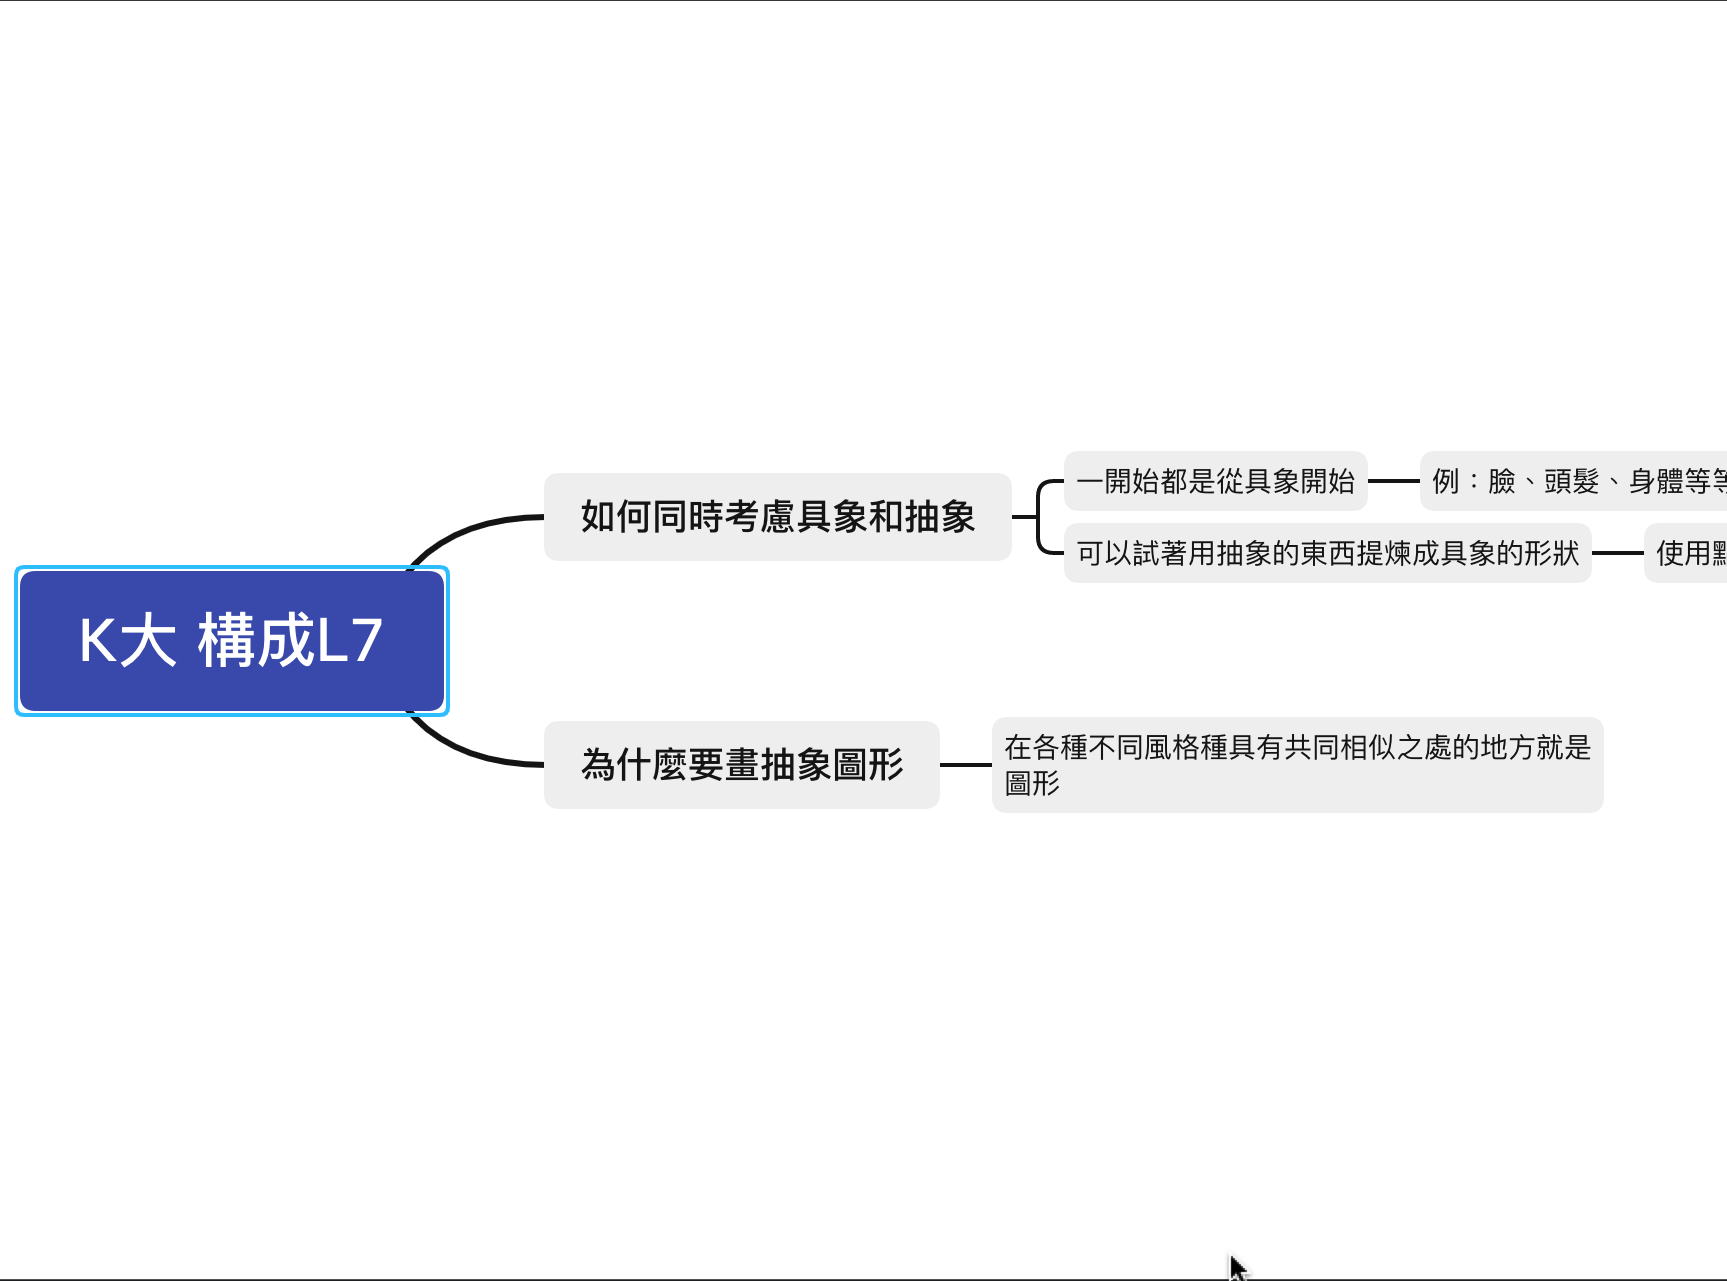 K大 構成L7
如何同時考慮具象和抽象
一開始都是從具象開始
例：臉、頭髮、身體等等
可以試著用抽象的東西提煉成具象的形狀
使用
為什麼要畫抽象圖形
在各種不同風格種具有共同相似之處的地方就是
圖形